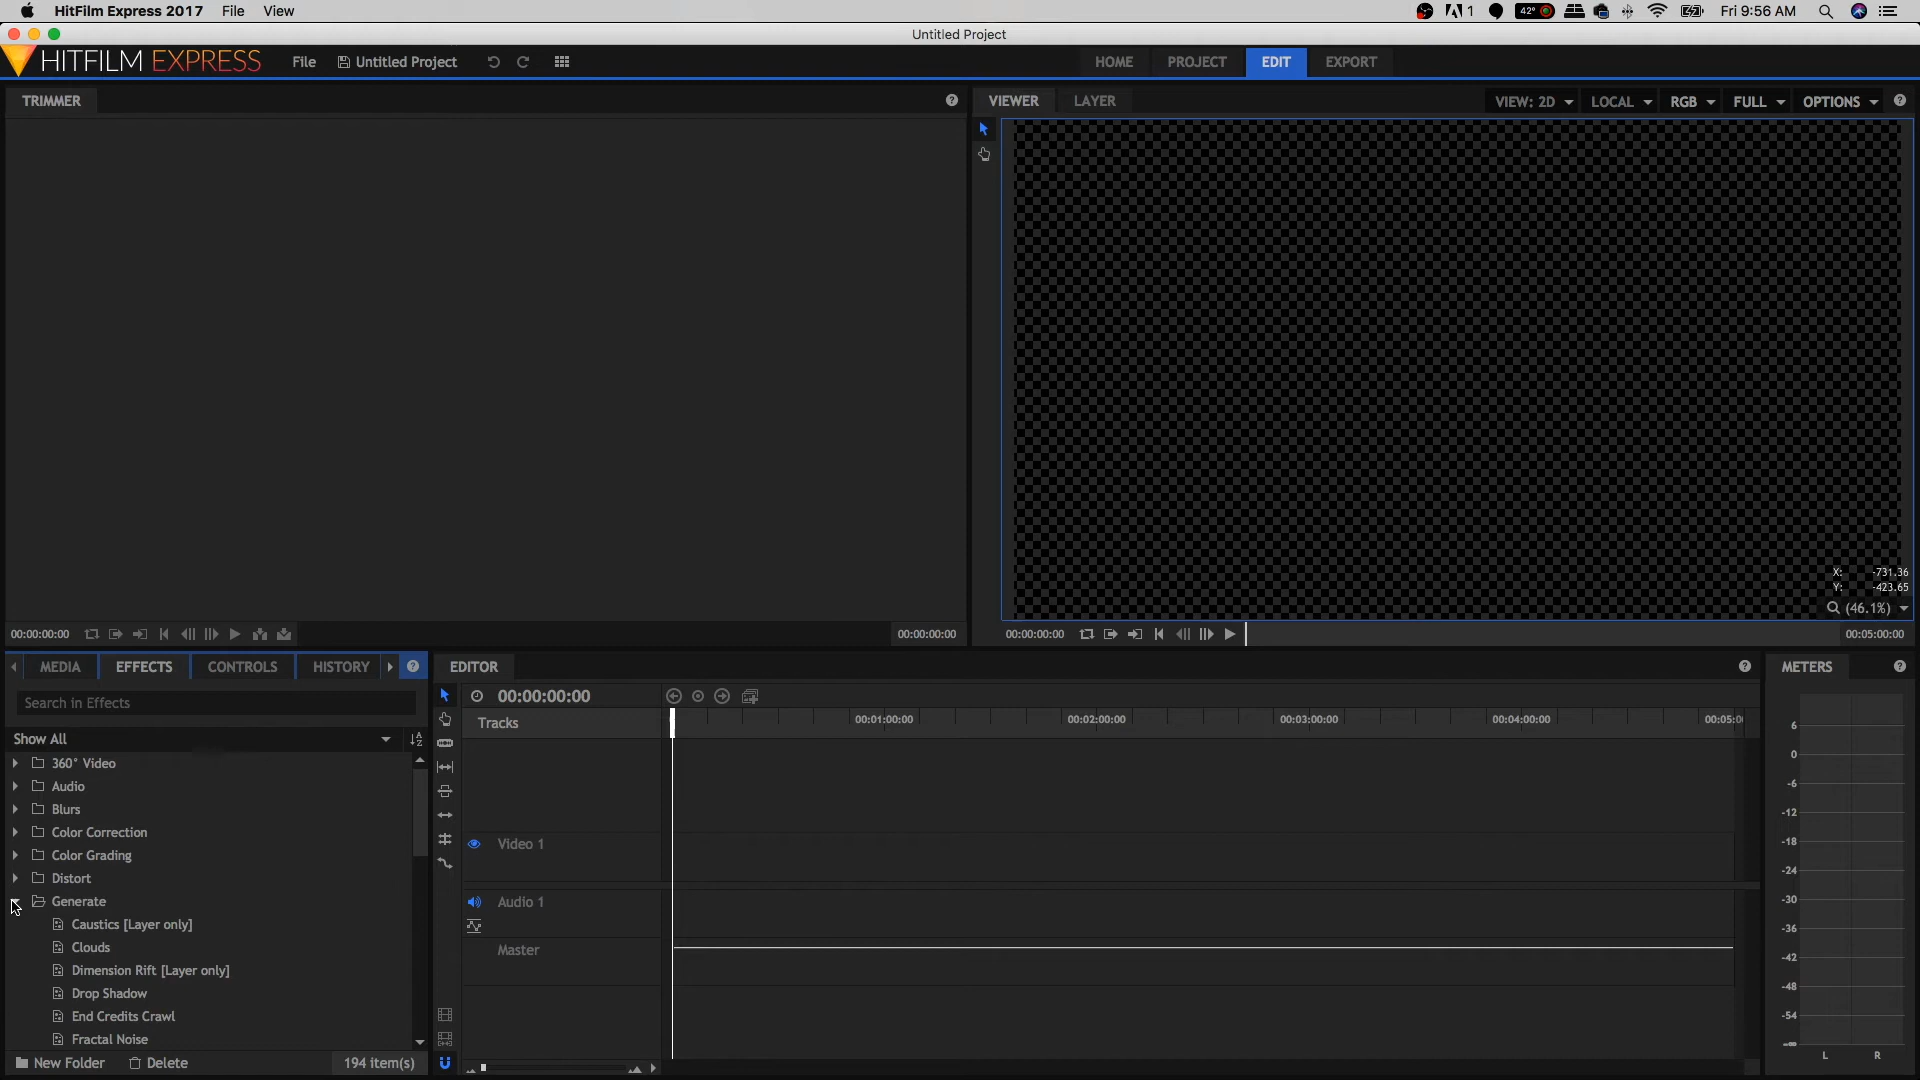 HitFilm Express 2017 File View 1 42° Fri 9:56 AM
Untitled Project
HITFILM EXPRESS File Untitled Project HOME PROJECT EDIT EXPORT
TRIMMER VIEWER LAYER VIEW: 2D LOCAL RGB FULL OPTIONS
X: -731.36
Y: -423.65
(46.1%)
00:00:00:00 00:00:00:00 00:00:00:00 00:05:00:00
MEDIA EFFECTS CONTROLS HISTORY EDITOR METERS
Search in Effects
00:00:00:00
Tracks 00:01:00:00 00:02:00:00 00:03:00:00 00:04:00:00 00:05:0
Show All
360° Video
Audio
Blurs
Color Correction
Color Grading
Distort
Generate
Caustics [Layer only]
Clouds
Dimension Rift [Layer only]
Drop Shadow
End Credits Crawl
Fractal Noise
New Folder Delete 194 item(s)
Video 1
Audio 1
Master
6
0
-6
-12
-18
-24
-30
-36
-42
-48
-54
-∞
L R